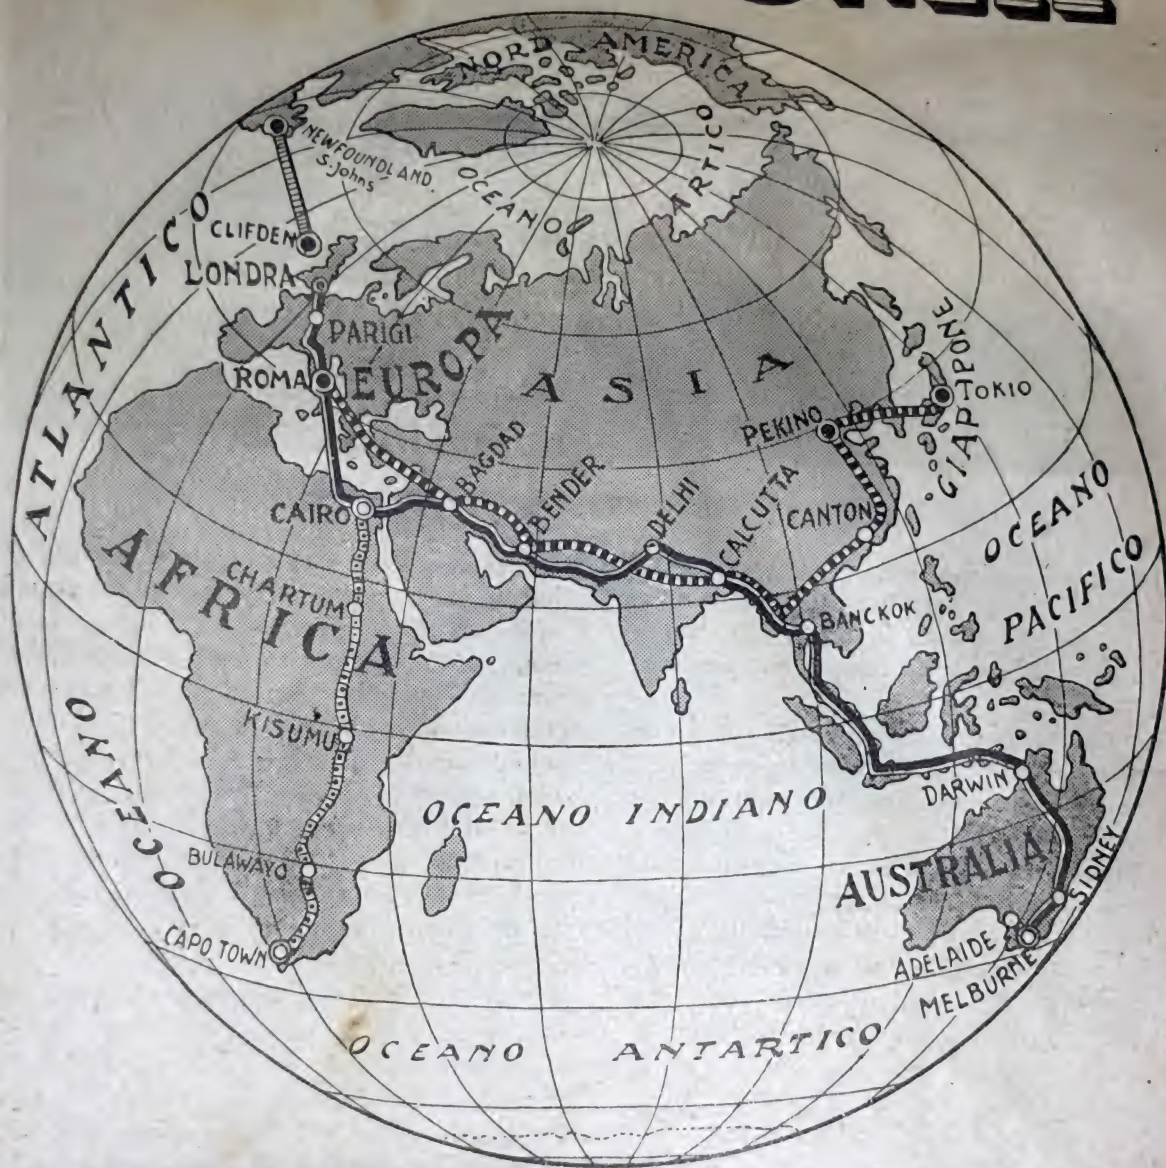 NORD AMERICA
NEWFOUNDLAND.
S. Johns
OCEANO ARTICO
CLIFDEN
LONDRA
PARIGI
ROMA
EUROPA
ASIA
GIAPPONE
TOKIO
PEKINO
OCEANO ATLANTICO
BAGDAD
BENDER
DELHI
CALCUTTA
CANTON
CAIRO
OCEANO PACIFICO
AFRICA
CHARTUM
BANCKOK
KISUMU
OCEANO INDIANO
DARWIN
BULAWAYO
AUSTRALIA
SIDNEY
CAPO TOWN
ADELAIDE
MELBURNE
OCEANO ANTARTICO